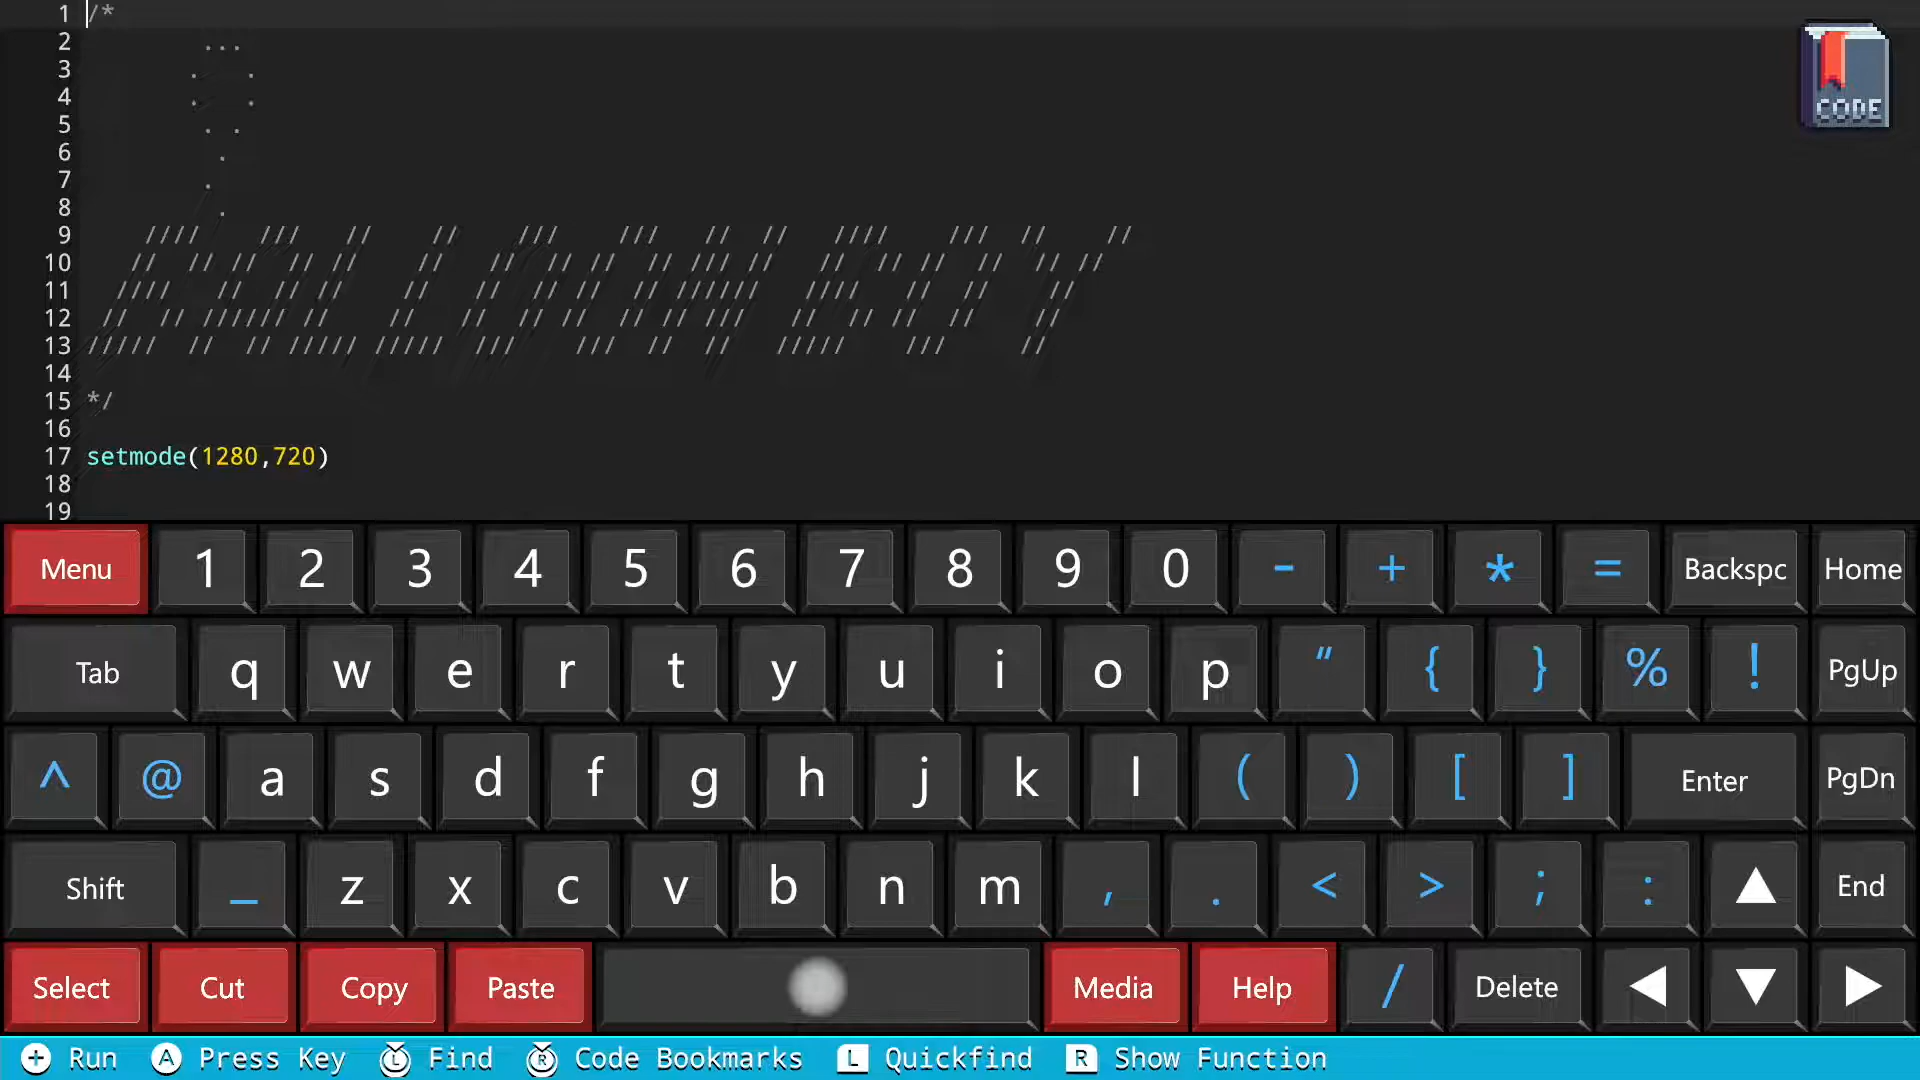 1 /*
2 ...
3 . .
4 . .
5 . .
6 .
7 .
8 .
9 //// /// // // /// /// // // //// /// // //
10 // // // // // // // // // // /// // // // // // // //
11 //// // // // // // // // // // ////// //// // // //
12 // // ////// // // // // // // // /// // // // // //
13 ///// // // ///// ///// /// /// // // ///// /// //
14
15 */
16
17 setmode(1280,720)
18
19
CODE
Menu 1 2 3 4 5 6 7 8 9 0 - + * = Backspc Home
Tab q w e r t y u i o p “ { } % ! PgUp
^ @ a s d f g h j k l ( ) [ ] Enter PgDn
Shift _ z x c v b n m , . < > ; : ▲ End
Select Cut Copy Paste Media Help / Delete ◀ ▼ ▶
+ Run A Press Key L Find R Code Bookmarks L Quickfind R Show Function